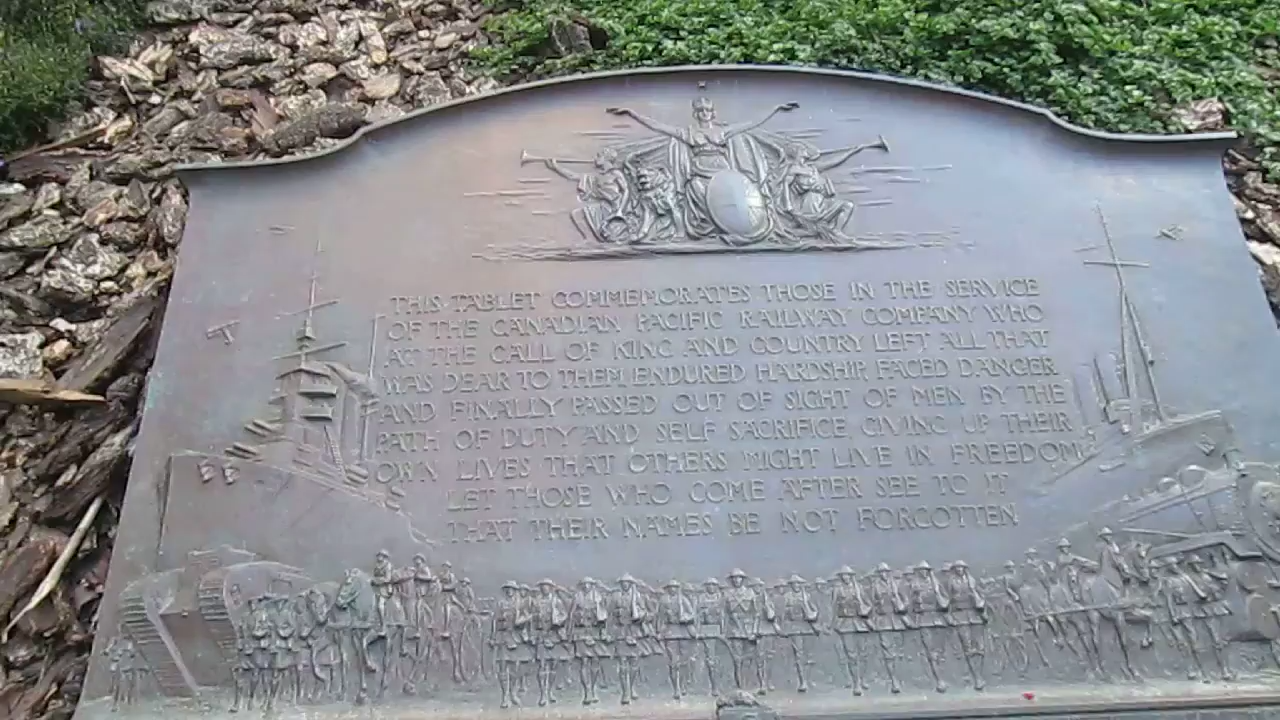 THIS TABLET COMMEMORATES THOSE IN THE SERVICE
OF THE CANADIAN PACIFIC RAILWAY COMPANY WHO
AT THE CALL OF KING AND COUNTRY LEFT ALL THAT
WAS DEAR TO THEM, ENDURED HARDSHIP, FACED DANGER
AND FINALLY PASSED OUT OF SIGHT OF MEN BY THE
PATH OF DUTY AND SELF SACRIFICE, GIVING UP THEIR
OWN LIVES THAT OTHERS MIGHT LIVE IN FREEDOM
LET THOSE WHO COME AFTER SEE TO IT
THAT THEIR NAMES BE NOT FORGOTTEN